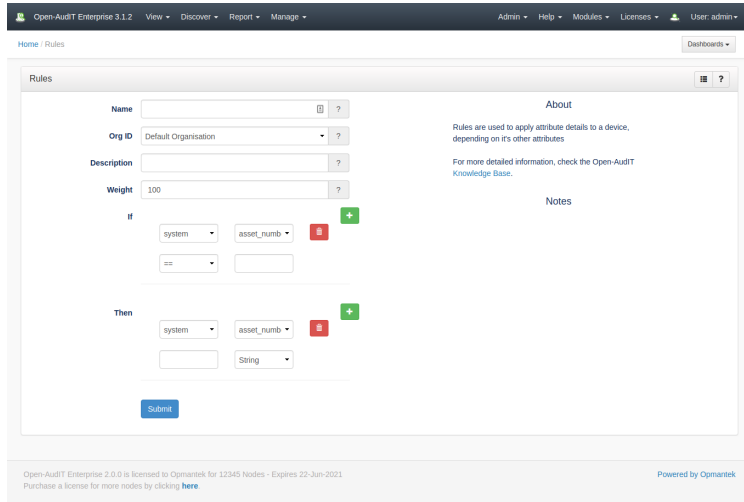 Open-AudIT Enterprise 3.1.2 View Discover Report Manage Admin Help Modules Licenses User: admin
Home / Rules Dashboards
Rules ?
Name ?
Org ID Default Organisation ?
Description ?
Weight 100 ?
If +
system asset_numb
==
Then +
system asset_numb
String
Submit
About
Rules are used to apply attribute details to a device,
depending on it's other attributes
For more detailed information, check the Open-AudIT
Knowledge Base.
Notes
Open-AudIT Enterprise 2.0.0 is licensed to Opmantek for 12345 Nodes - Expires 22-Jun-2021
Purchase a license for more nodes by clicking here.
Powered by Opmantek